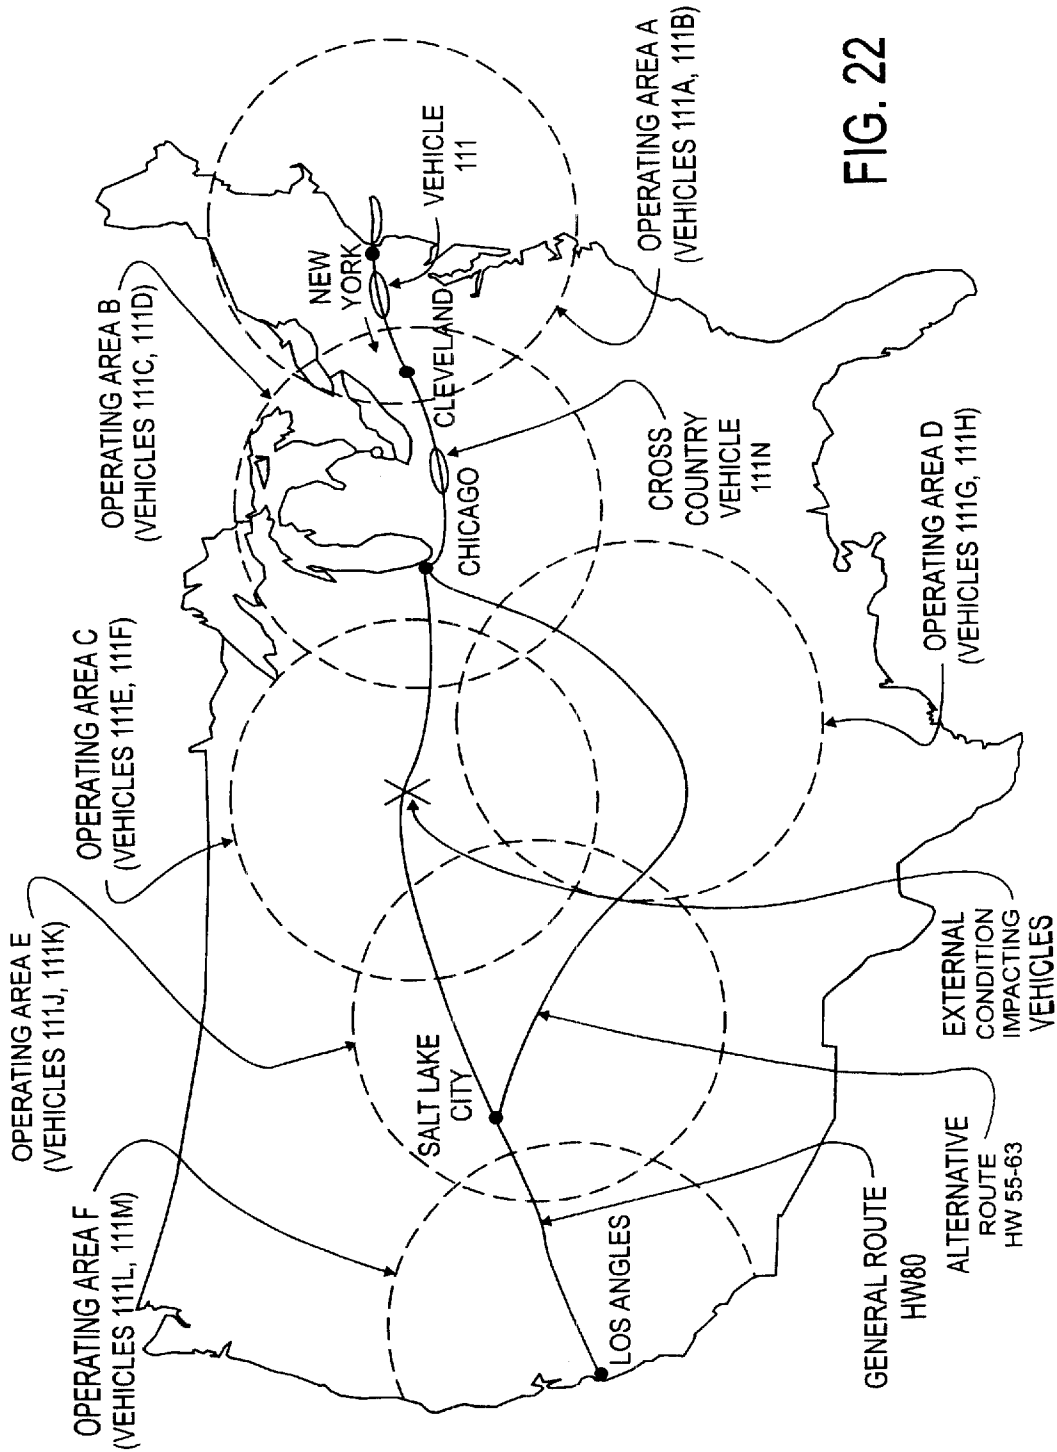 OPERATING AREA F
(VEHICLES 111L, 111M)
OPERATING AREA E
(VEHICLES 111J, 111K)
OPERATING AREA C
(VEHICLES 111E, 111F)
OPERATING AREA B
(VEHICLES 111C, 111D)
NEW
YORK
VEHICLE
111
CLEVELAND
CHICAGO
SALT LAKE
CITY
LOS ANGLES
CROSS
COUNTRY
VEHICLE
111N
OPERATING AREA A
(VEHICLES 111A, 111B)
GENERAL ROUTE
HW80
ALTERNATIVE
ROUTE
HW 55-63
EXTERNAL
CONDITION
IMPACTING
VEHICLES
OPERATING AREA D
(VEHICLES 111G, 111H)
FIG. 22